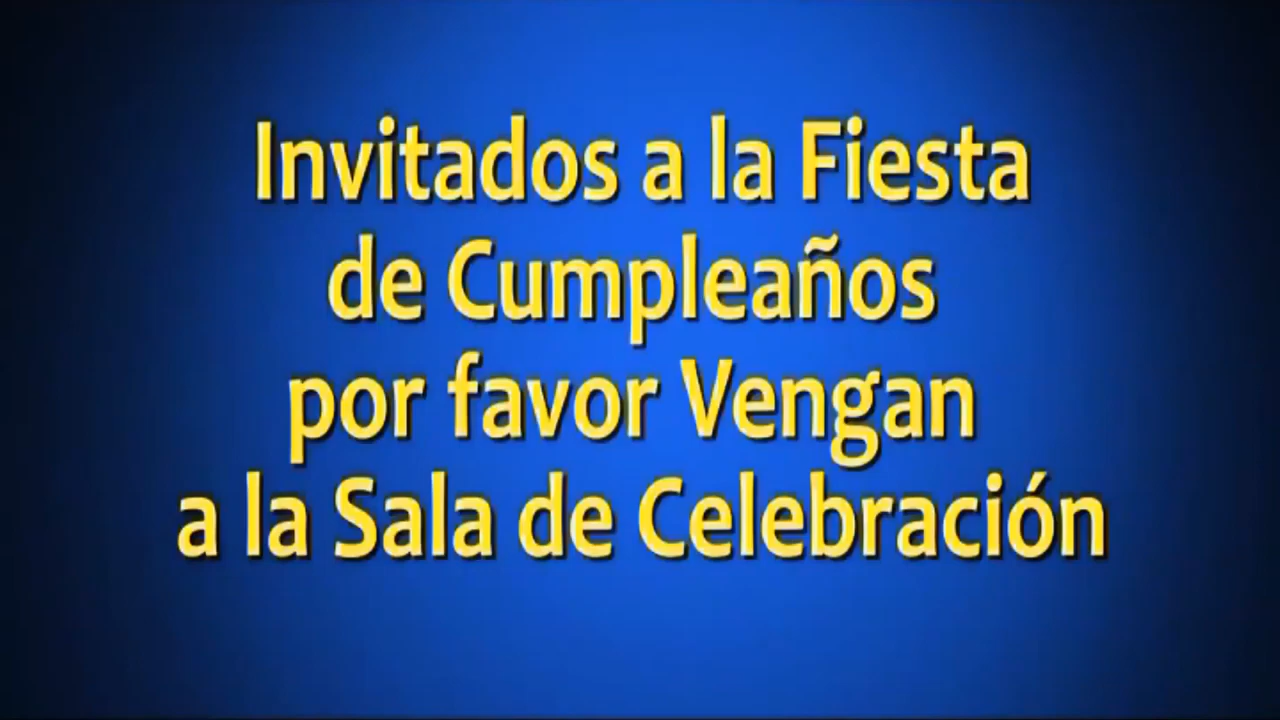 Invitados a la Fiesta
de Cumpleaños
por favor Vengan
a la Sala de Celebración